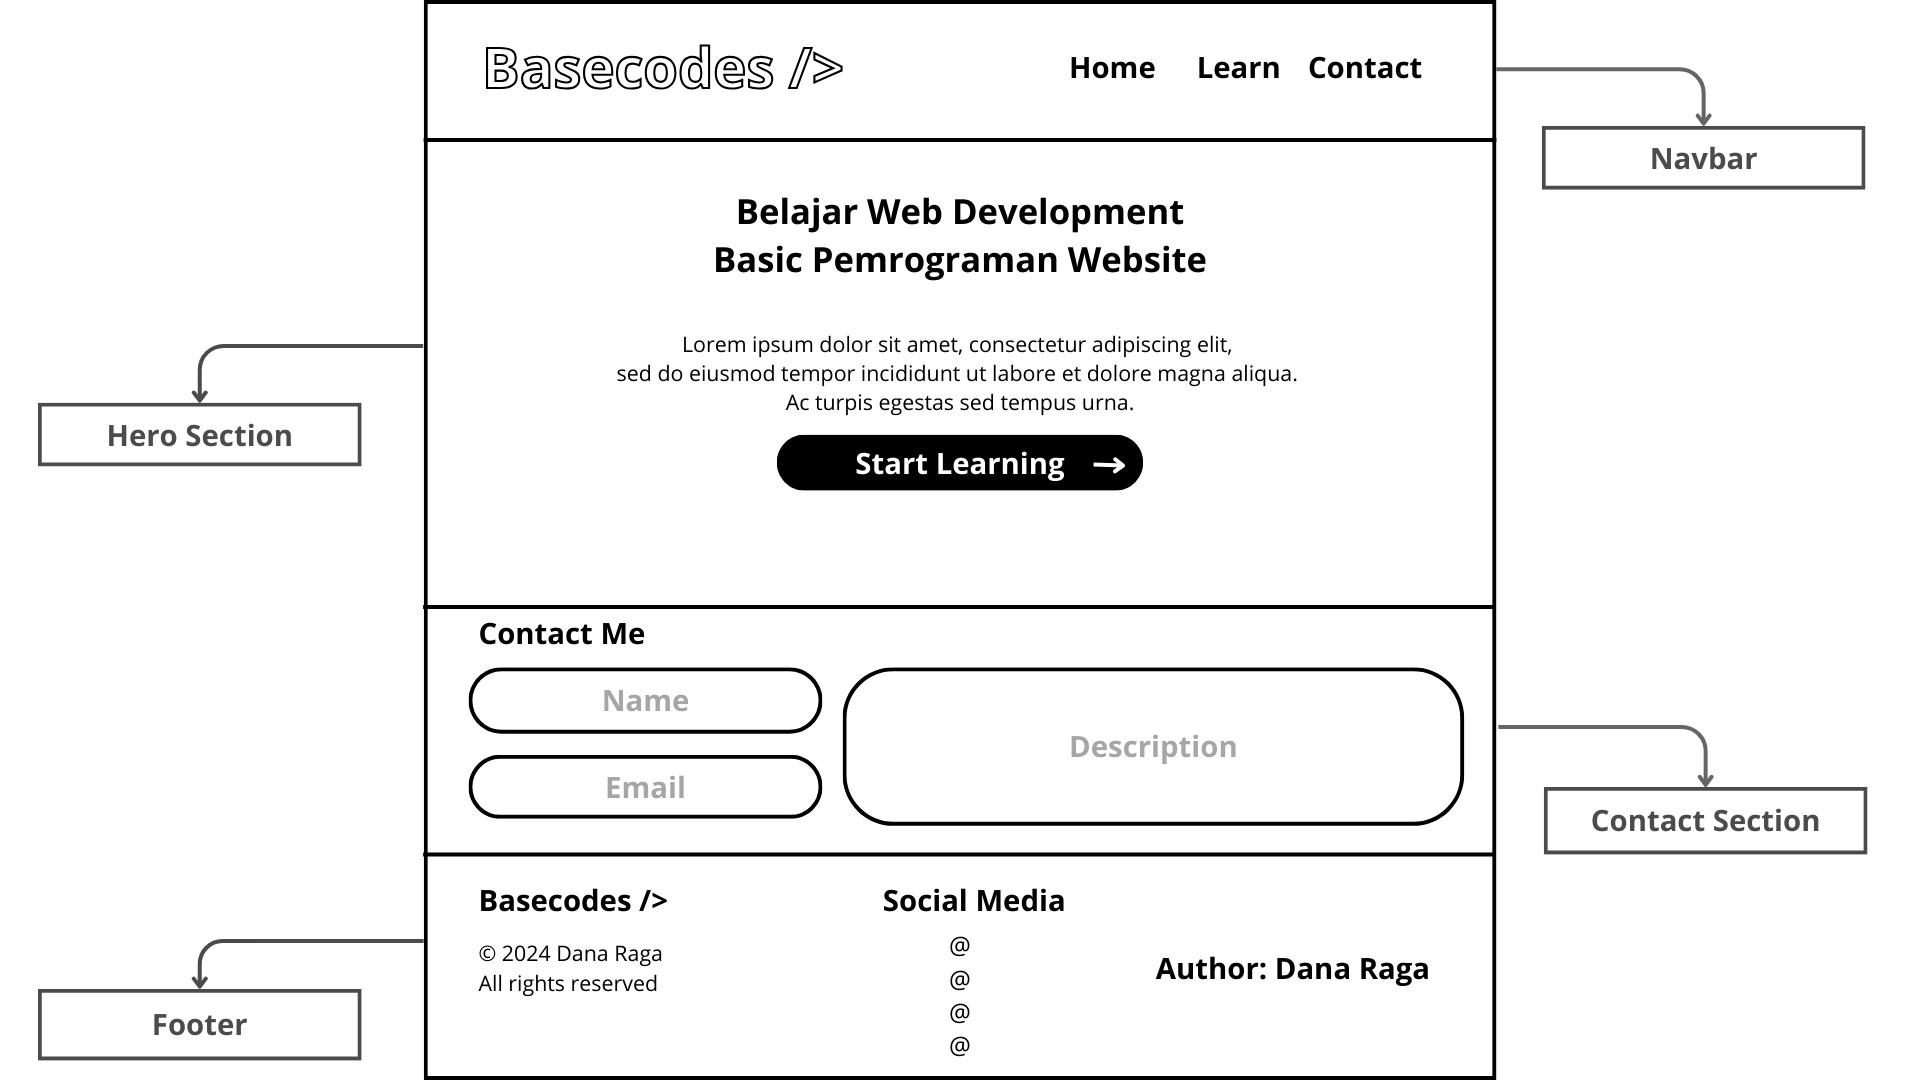 Basecodes />
Home Learn Contact
Navbar
Belajar Web Development
Basic Pemrograman Website
Lorem ipsum dolor sit amet, consectetur adipiscing elit,
sed do eiusmod tempor incididunt ut labore et dolore magna aliqua.
Ac turpis egestas sed tempus urna.
Start Learning
Hero Section
Contact Me
Name
Email
Description
Contact Section
Basecodes />
© 2024 Dana Raga
All rights reserved
Social Media
@
@
@
@
Author: Dana Raga
Footer